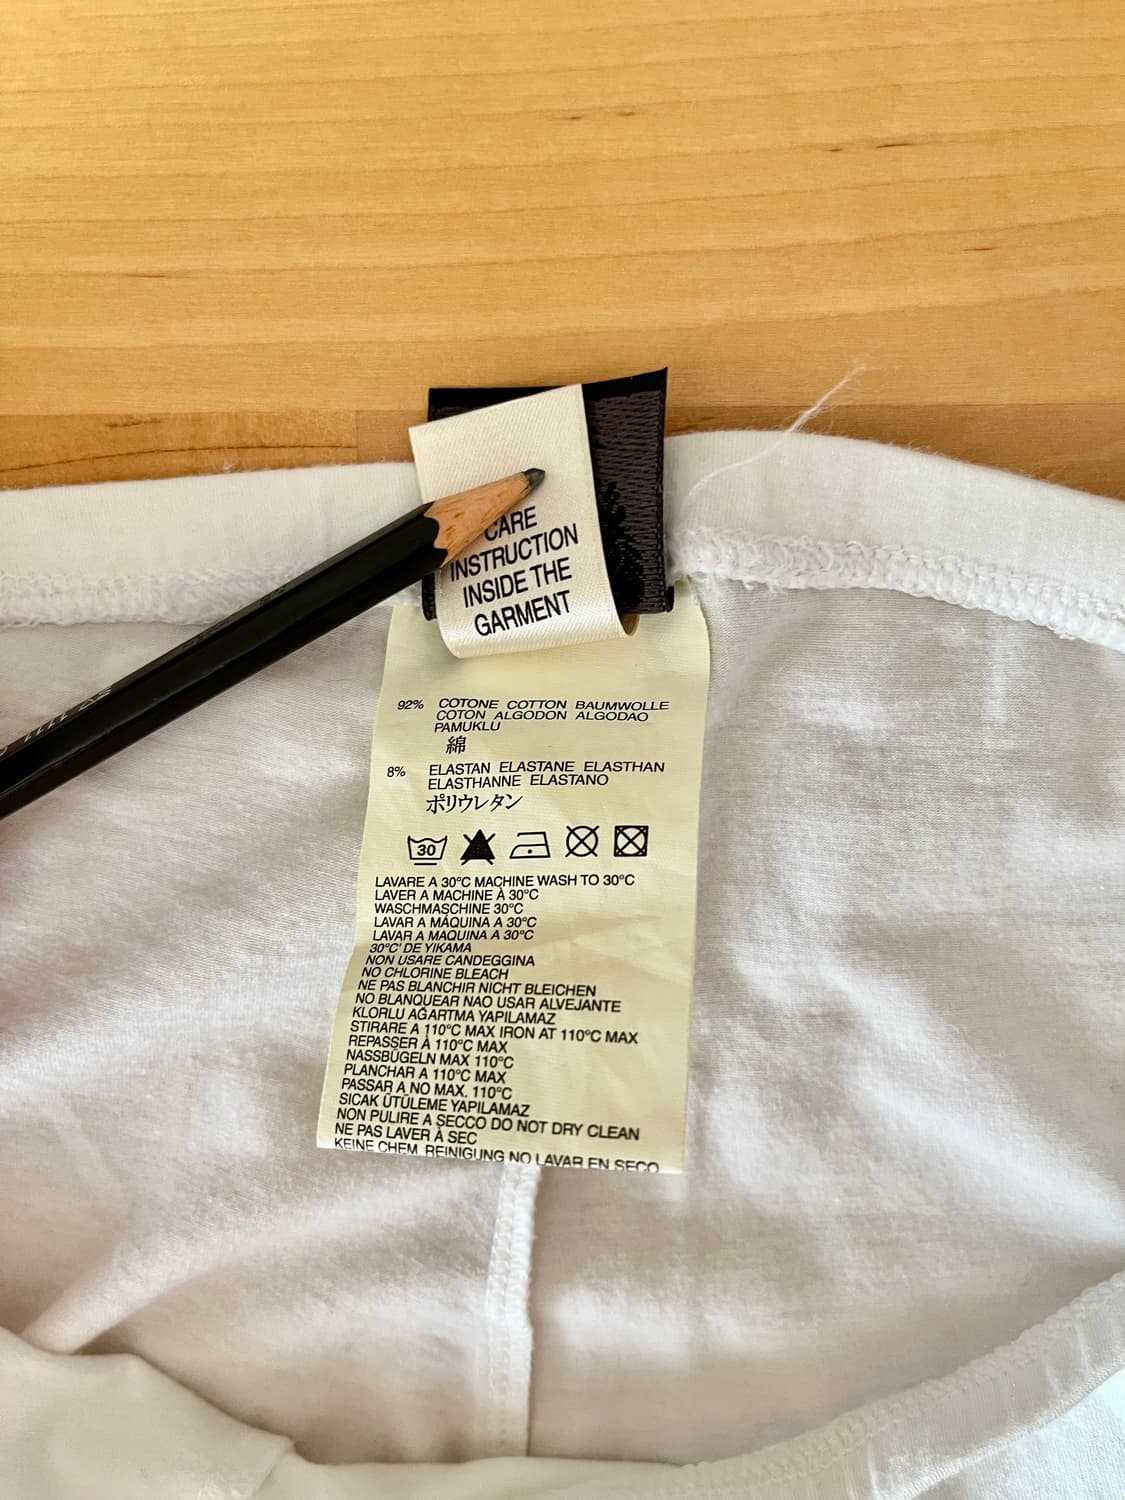 CARE
INSTRUCTION
INSIDE THE
GARMENT
92% COTONE COTTON BAUMWOLLE
COTON ALGODON ALGODAO
PAMUKLU
綿
8% ELASTAN ELASTANE ELASTHAN
ELASTHANNE ELASTANO
ポリウレタン
30
LAVARE A 30°C MACHINE WASH TO 30°C
LAVER A MACHINE À 30°C
WASCHMASCHINE 30°C
LAVAR A MÁQUINA A 30°C
LAVAR A MAQUINA A 30°C
30°C' DE YIKAMA
NON USARE CANDEGGINA
NO CHLORINE BLEACH
NE PAS BLANCHIR NICHT BLEICHEN
NO BLANQUEAR NAO USAR ALVEJANTE
KLORLU AĞARTMA YAPILAMAZ
STIRARE A 110°C MAX IRON AT 110°C MAX
REPASSER À 110°C MAX
NASSBÜGELN MAX 110°C
PLANCHAR A 110°C MAX
PASSAR A NO MAX. 110°C
SICAK ÜTÜLEME YAPILAMAZ
NON PULIRE A SECCO DO NOT DRY CLEAN
NE PAS LAVER À SEC
KEINE CHEM. REINIGUNG NO LAVAR EN SECO